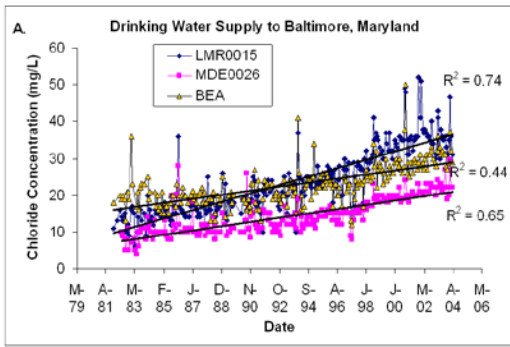 A.
Drinking Water Supply to Baltimore, Maryland
LMR0015
MDE0026
BEA
Chloride Concentration (mg/L)
60
50
40
30
20
10
0
R² = 0.74
R² = 0.44
R² = 0.65
M- A- M- F- J- D- O- A- J- M- A- J- J- M- A- M-
79 81 83 85 87 88 90 92 94 96 98 00 02 04 06
Date